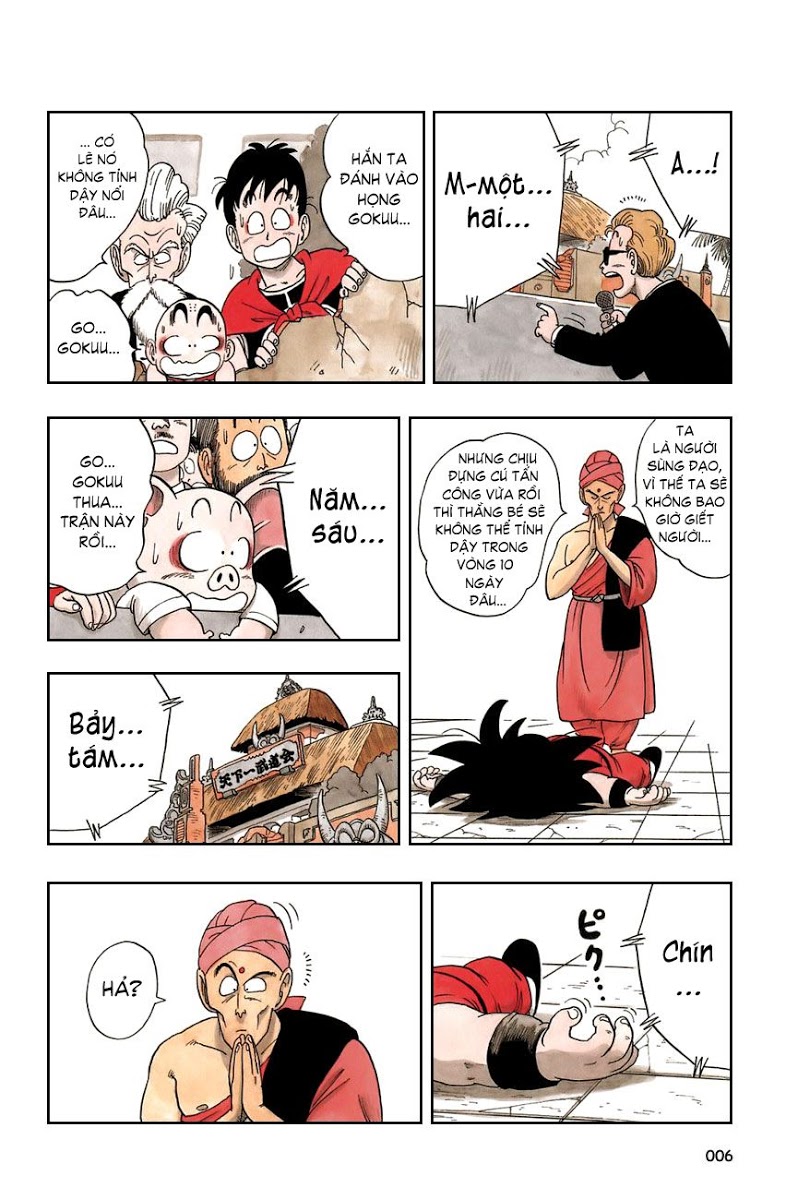 A...!
M-một...
hai...
HẮN TA
ĐÁNH VÀO
HỌNG
GOKUU...
... CÓ
LẼ NÓ
KHÔNG TỈNH
DẬY NỔI
ĐÂU...
GO...
GOKUU...
TA
LÀ NGƯỜI
SÙNG ĐẠO,
VÌ THẾ TA SẼ
KHÔNG BAO
GIỜ GIẾT
NGƯỜI...
NHƯNG CHỊU
ĐỰNG CÚ TẤN
CÔNG VỪA RỒI
THÌ THẰNG BÉ SẼ
KHÔNG THỂ TỈNH
DẬY TRONG
VÒNG 10
NGÀY
ĐÂU...
Năm...
sáu...
GO...
GOKUU
THUA...
TRẬN NÀY
RỒI...
Bảy...
tám...
天下一武道会
Chín
...
ピク...
HẢ?
006